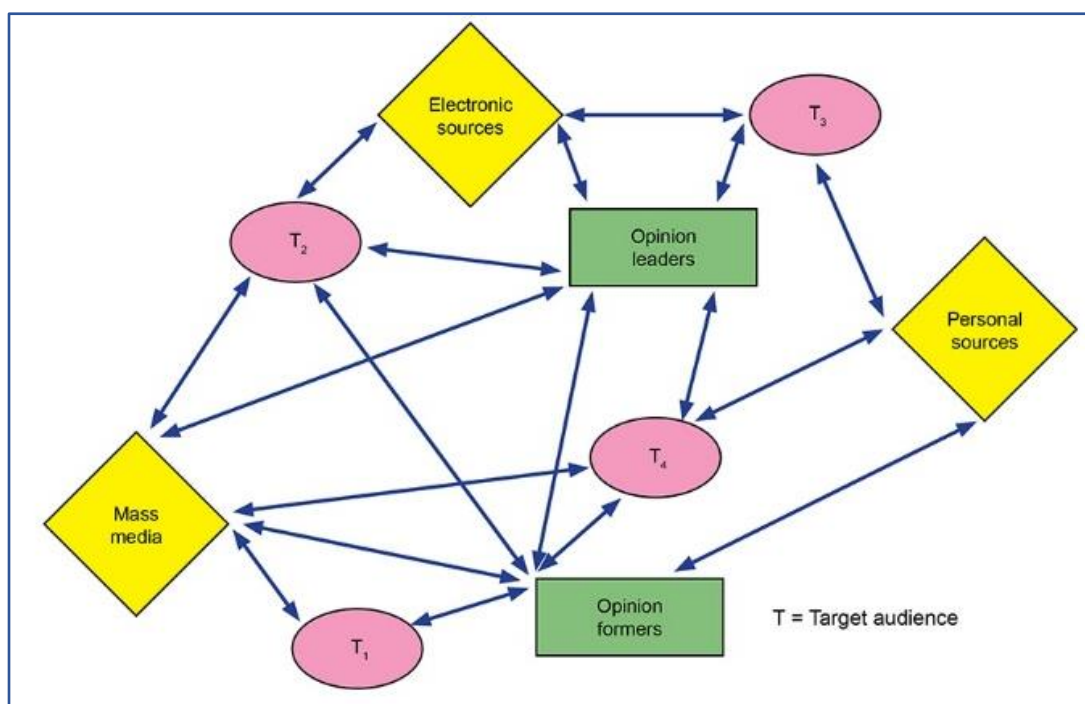 Electronic
sources
T₃
T₂
Opinion
leaders
Personal
sources
T₄
Mass
media
Opinion
formers
T = Target audience
T₁